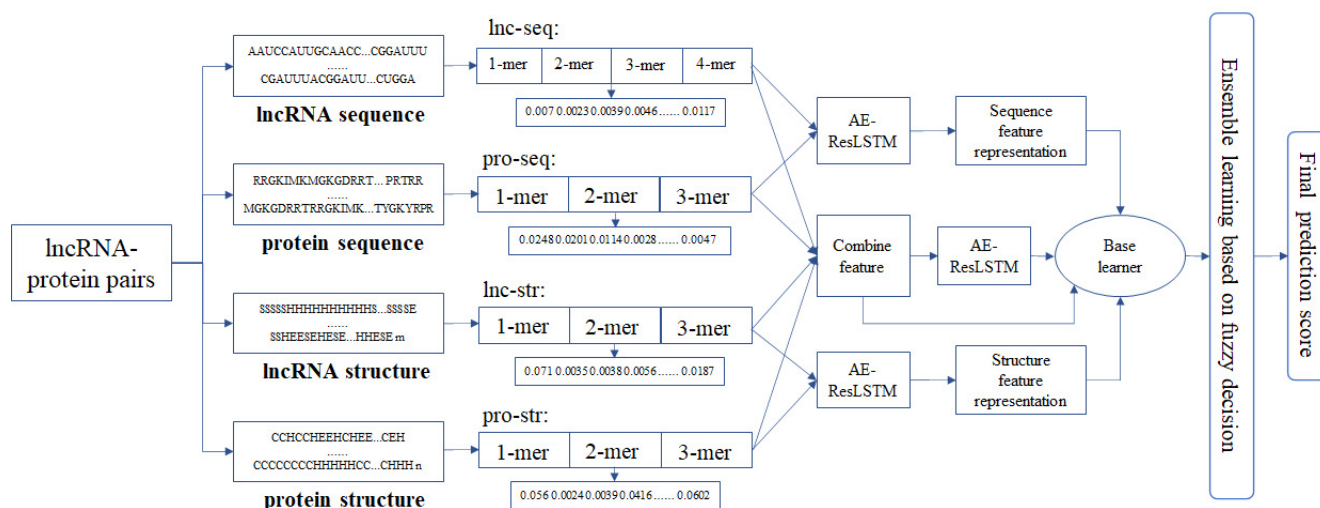 lncRNA-
protein pairs
AAUCCAUUGCAACC...CGGAUUU
......
CGAUUUACGGAUU...CUGGA
lncRNA sequence
RRGKIMKMGKGDRRT...PRTRR
......
MGKGDRRTRRGKIMK...TYGKYRPR
protein sequence
SSSSSHHHHHHHHHHS...SSSSE
......
SSHEESEHESE...HHESE m
lncRNA structure
CCHCCHEEHCHEE...CEH
......
CCCCCCCCHHHHHCC...CHHH n
protein structure
lnc-seq:
1-mer 2-mer 3-mer 4-mer
0.007 0.0023 0.0039 0.0046...... 0.0117
pro-seq:
1-mer 2-mer 3-mer
0.0248 0.0201 0.0114 0.0028...... 0.0047
lnc-str:
1-mer 2-mer 3-mer
0.071 0.0035 0.0038 0.0056...... 0.0187
pro-str:
1-mer 2-mer 3-mer
0.056 0.0024 0.0039 0.0416...... 0.0602
AE-
ResLSTM
Sequence
feature
representation
Combine
feature
AE-
ResLSTM
Base
learner
AE-
ResLSTM
Structure
feature
representation
Ensemble learning based on fuzzy decision
Final prediction score